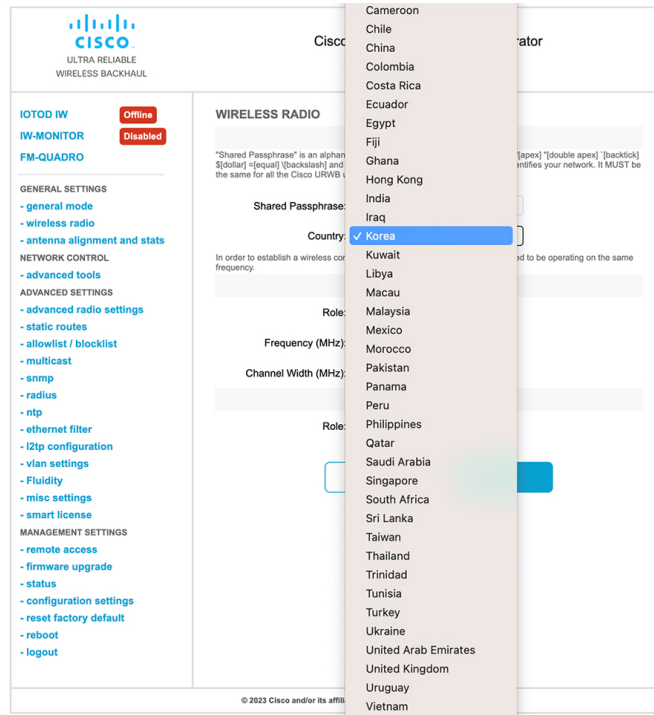 CISCO
ULTRA RELIABLE
WIRELESS BACKHAUL
Cisco
IOTOD IW Offline
IW-MONITOR Disabled
FM-QUADRO
GENERAL SETTINGS
- general mode
- wireless radio
- antenna alignment and stats
NETWORK CONTROL
- advanced tools
ADVANCED SETTINGS
- advanced radio settings
- static routes
- allowlist / blocklist
- multicast
- snmp
- radius
- ntp
- ethernet filter
- l2tp configuration
- vlan settings
- Fluidity
- misc settings
- smart license
MANAGEMENT SETTINGS
- remote access
- firmware upgrade
- status
- configuration settings
- reset factory default
- reboot
- logout
WIRELESS RADIO
"Shared Passphrase" is an '[apex] "[double apex] `[backtick]
$[dollar] =[equal] \[backslash] and your network. It MUST be
the same for all the Cisco URWB
Shared Passphrase:
Country:
In order to establish a wireless to be operating on the same
frequency.
Role:
Frequency (MHz):
Channel Width (MHz):
Role:
Cameroon
Chile
China
Colombia
Costa Rica
Ecuador
Egypt
Fiji
Ghana
Hong Kong
India
Iraq
✓ Korea
Kuwait
Libya
Macau
Malaysia
Mexico
Morocco
Pakistan
Panama
Peru
Philippines
Qatar
Saudi Arabia
Singapore
South Africa
Sri Lanka
Taiwan
Thailand
Trinidad
Tunisia
Turkey
Ukraine
United Arab Emirates
United Kingdom
Uruguay
Vietnam
© 2023 Cisco and/or its